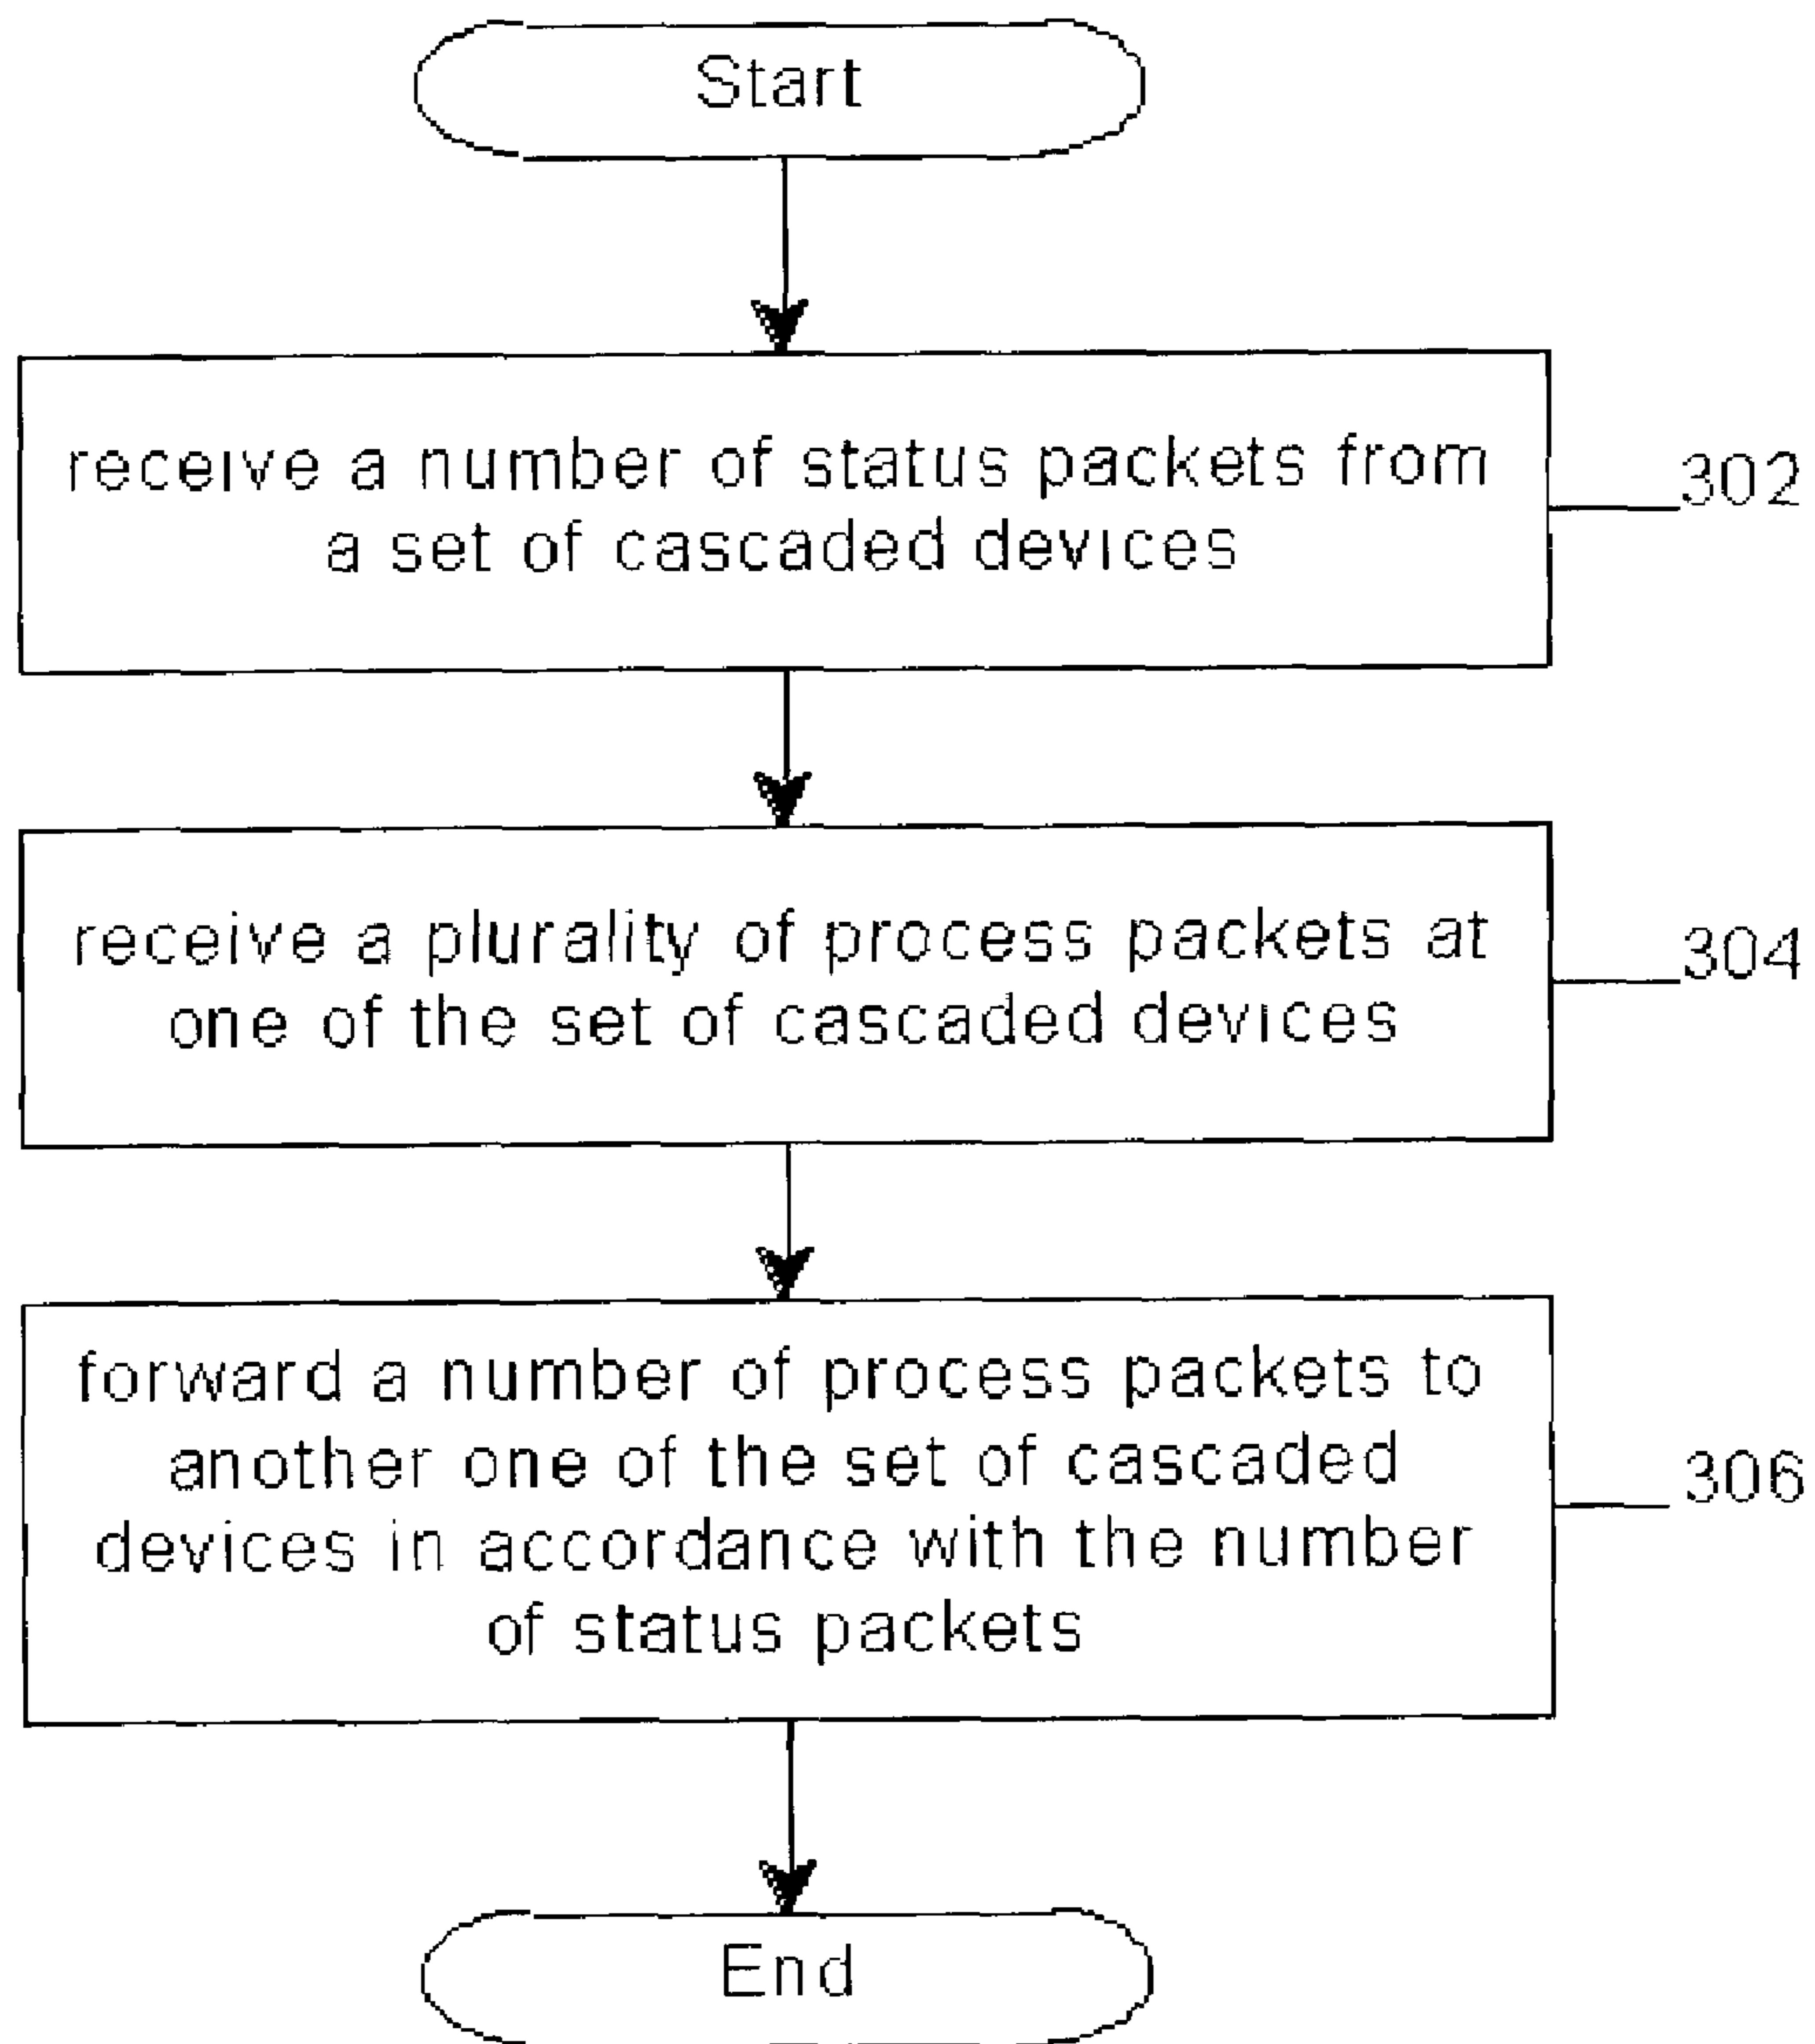 Start
receive a number of status packets from
a set of cascaded devices
302
receive a plurality of process packets at
one of the set of cascaded devices
304
forward a number of process packets to
another one of the set of cascaded
devices in accordance with the number
of status packets
306
End